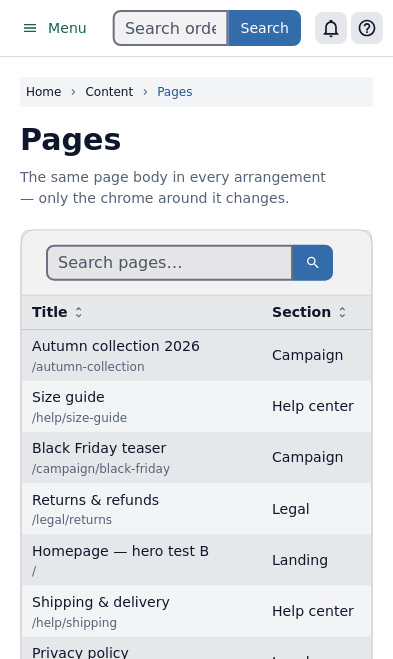 Menu
Search orde
Search
Home › Content › Pages
Pages
The same page body in every arrangement
— only the chrome around it changes.
Search pages...
Title
Section
Autumn collection 2026
/autumn-collection
Campaign
Size guide
/help/size-guide
Help center
Black Friday teaser
/campaign/black-friday
Campaign
Returns & refunds
/legal/returns
Legal
Homepage — hero test B
/
Landing
Shipping & delivery
/help/shipping
Help center
Privacy policy